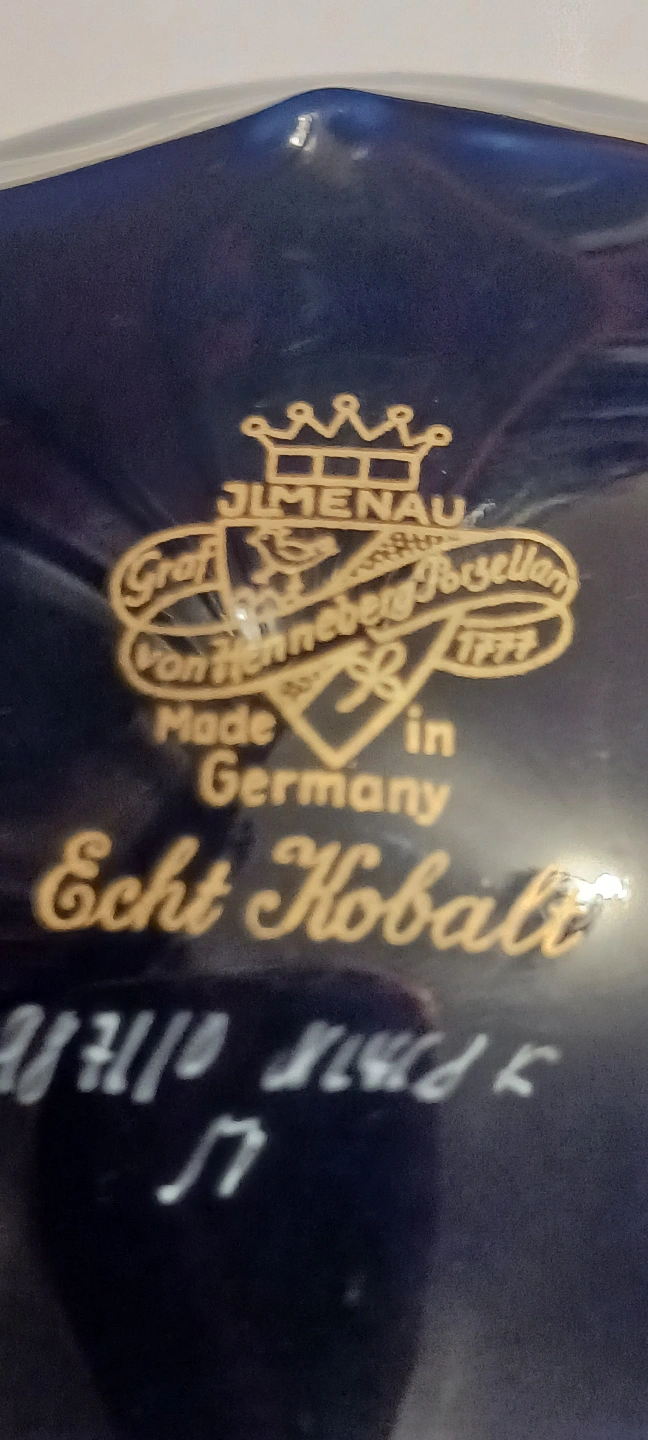 JLMENAU
Graf
von Henneberg Porzellan
1777
Made in
Germany
Echt Kobalt